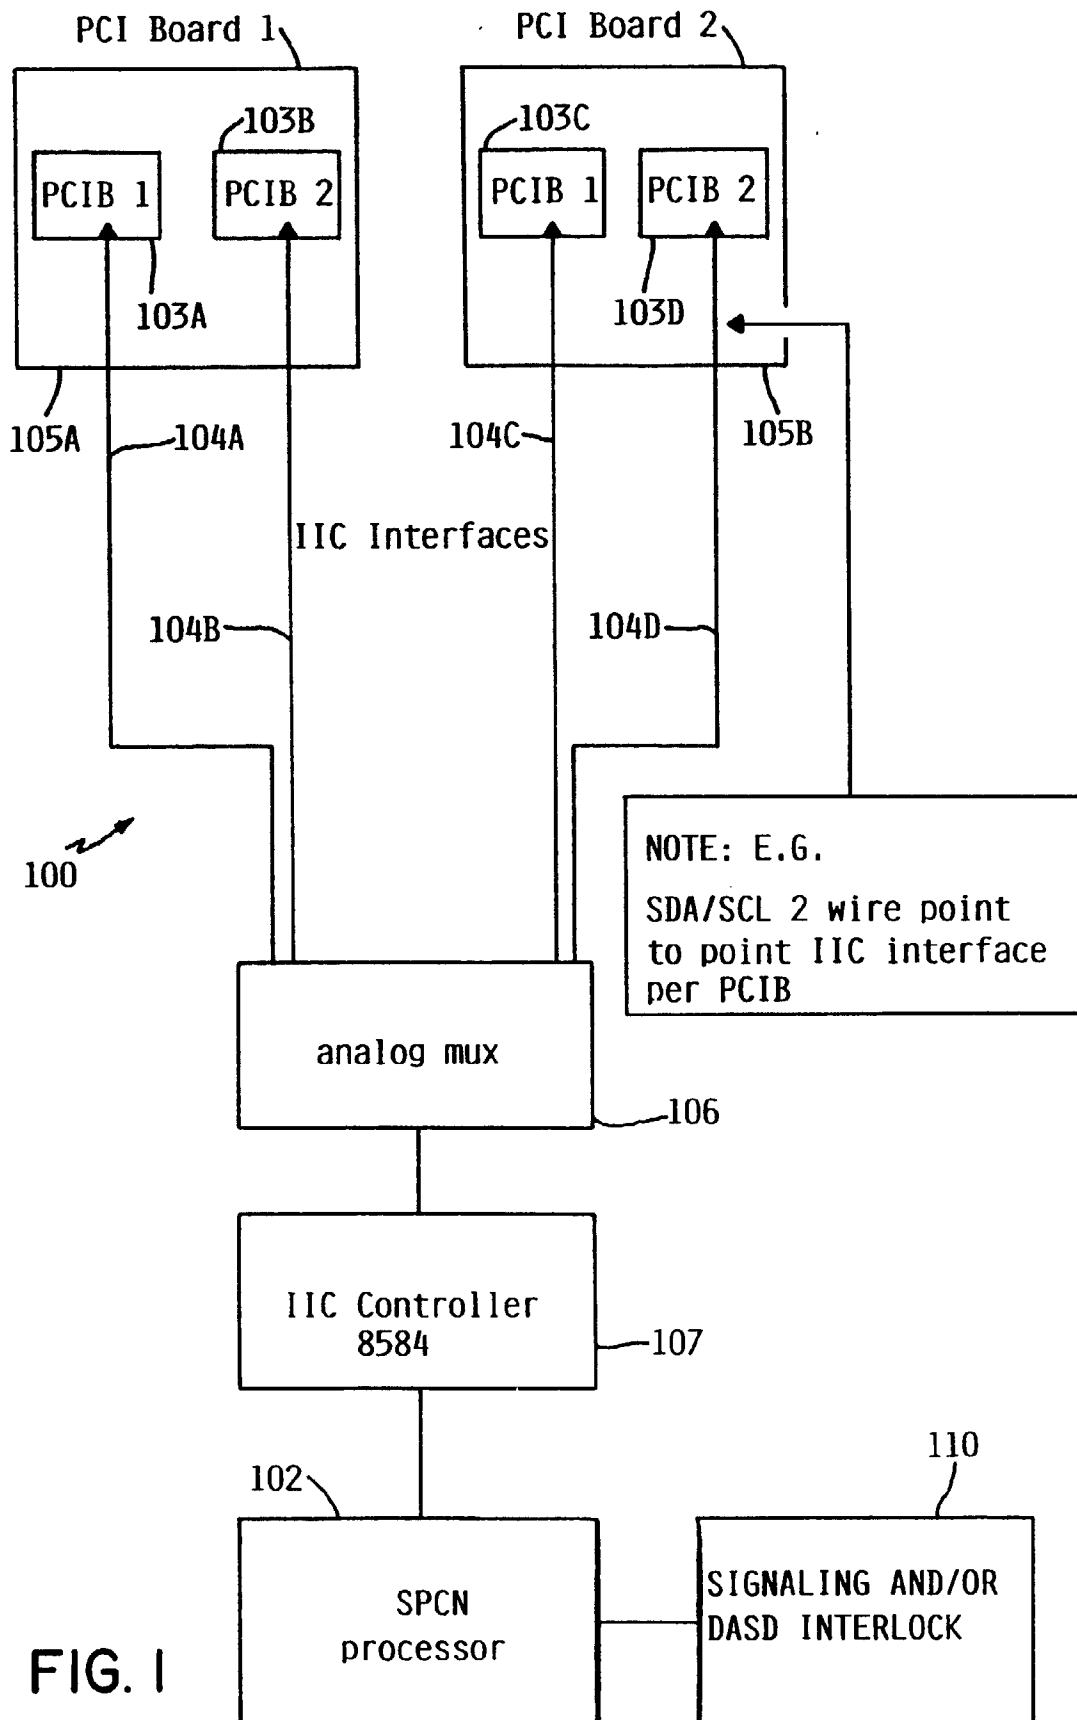 PCI Board 1
PCI Board 2
103B
103C
PCIB 1
PCIB 2
PCIB 1
PCIB 2
103A
103D
105A
104A
104C
105B
IIC Interfaces
104B
104D
NOTE: E.G.
SDA/SCL 2 wire point
to point IIC interface
per PCIB
100
analog mux
106
IIC Controller
8584
107
102
110
SPCN
processor
SIGNALING AND/OR
DASD INTERLOCK
FIG. 1